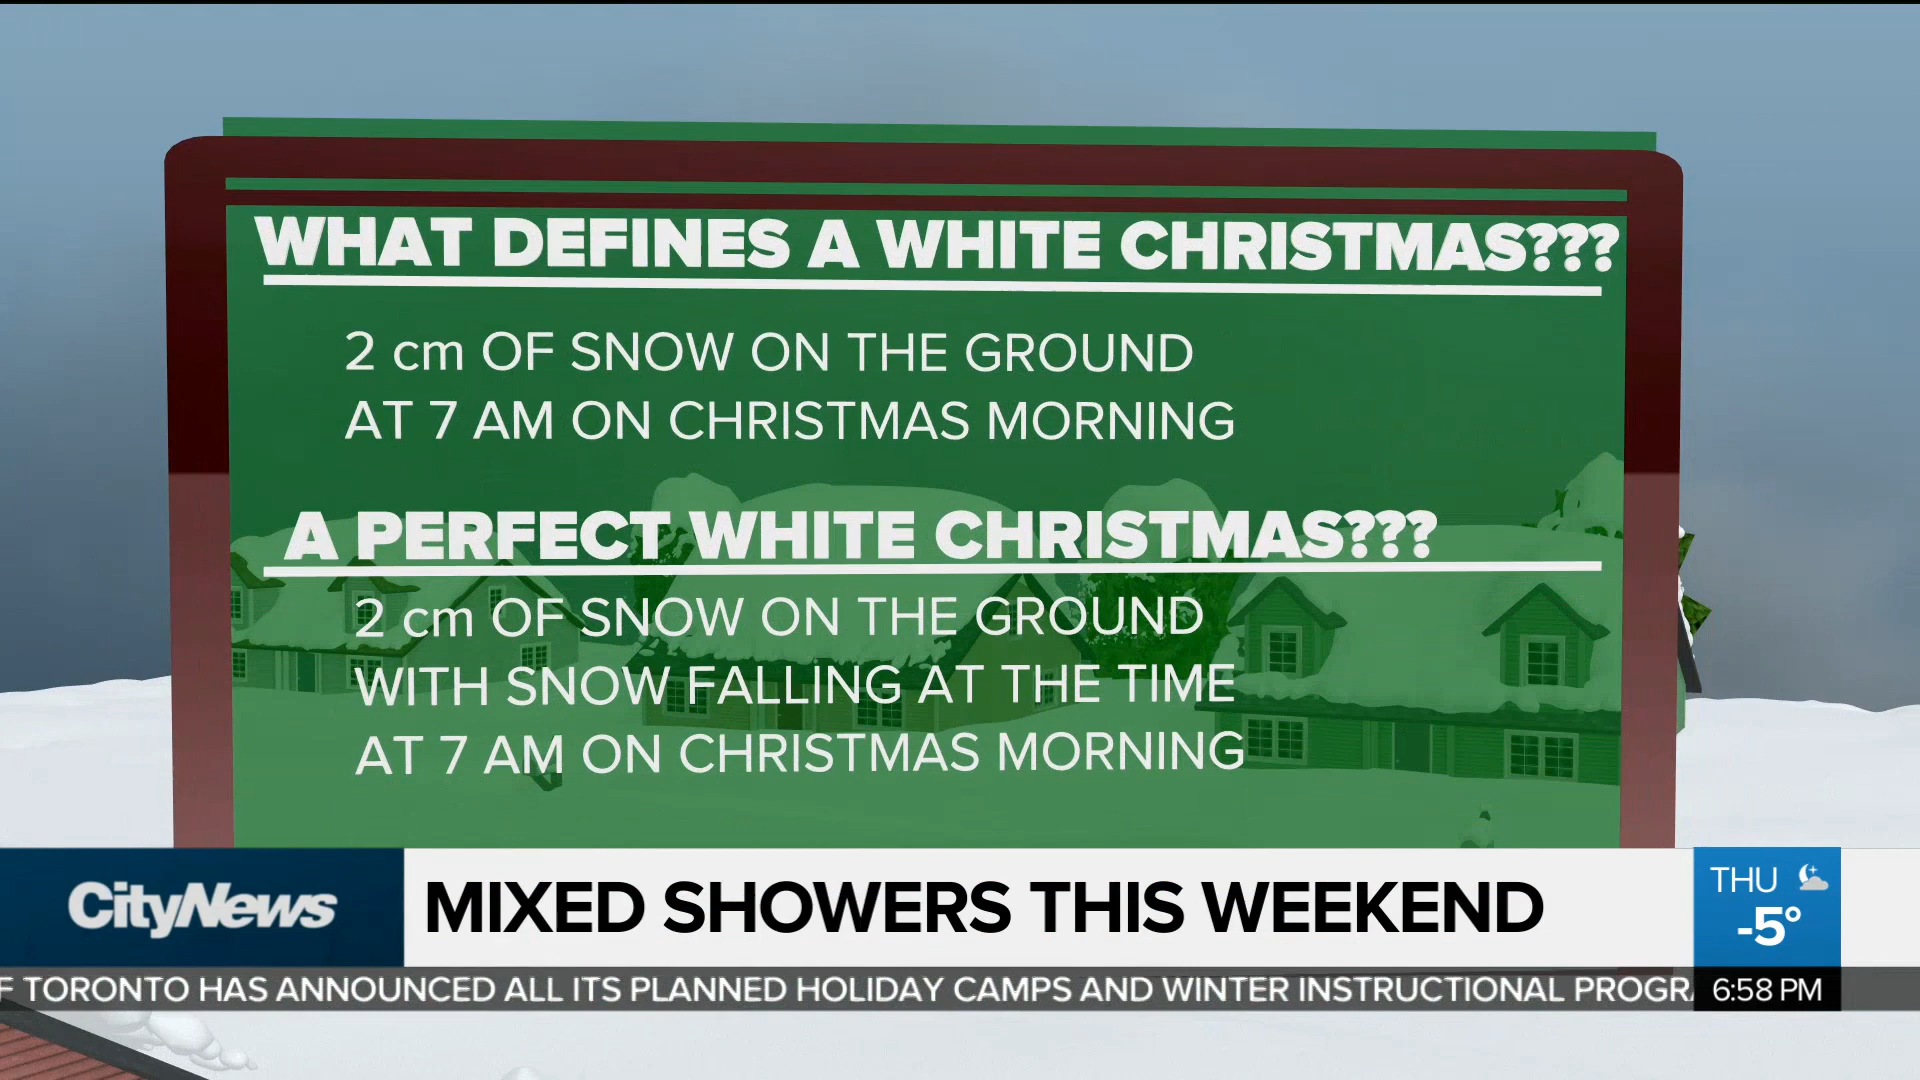 WHAT DEFINES A WHITE CHRISTMAS???
2 cm OF SNOW ON THE GROUND
AT 7 AM ON CHRISTMAS MORNING
A PERFECT WHITE CHRISTMAS???
2 cm OF SNOW ON THE GROUND
WITH SNOW FALLING AT THE TIME
AT 7 AM ON CHRISTMAS MORNING
CityNews
MIXED SHOWERS THIS WEEKEND
THU
-5°
F TORONTO HAS ANNOUNCED ALL ITS PLANNED HOLIDAY CAMPS AND WINTER INSTRUCTIONAL PROGRA
6:58 PM